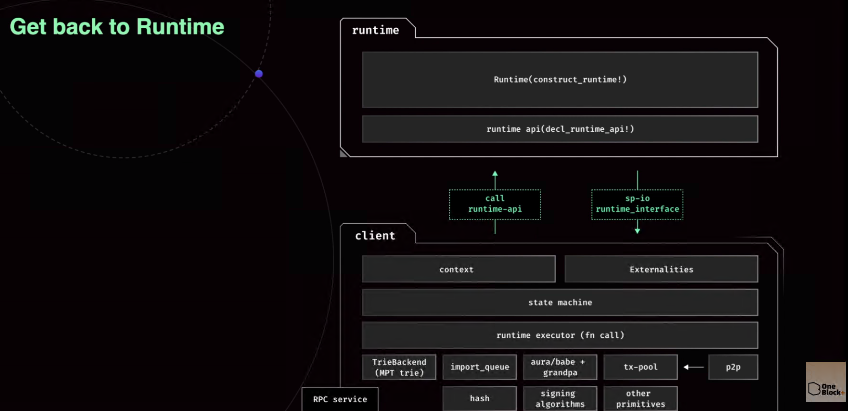 Get back to Runtime
runtime
Runtime(construct_runtime!)
runtime api(decl_runtime_api!)
call
runtime-api
sp-io
runtime_interface
client
context
Externalities
state machine
runtime executor (fn call)
TrieBackend
(MPT trie)
import_queue
aura/babe +
grandpa
tx-pool
p2p
RPC service
hash
signing
algorithms
other
primitives
One
Block+